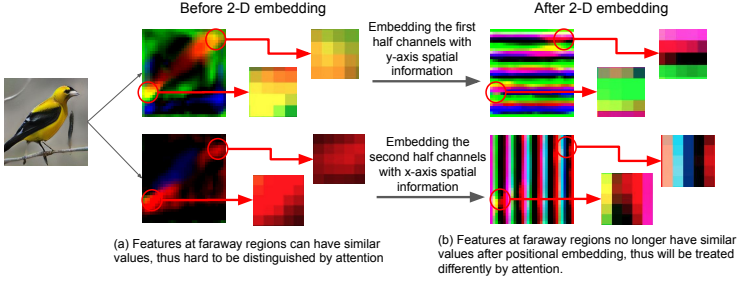 Before 2-D embedding
After 2-D embedding
Embedding the first
half channels with
y-axis spatial
information
Embedding the
second half channels
with x-axis spatial
information
(a) Features at faraway regions can have similar
values, thus hard to be distinguished by attention
(b) Features at faraway regions no longer have similar
values after positional embedding, thus will be treated
differently by attention.